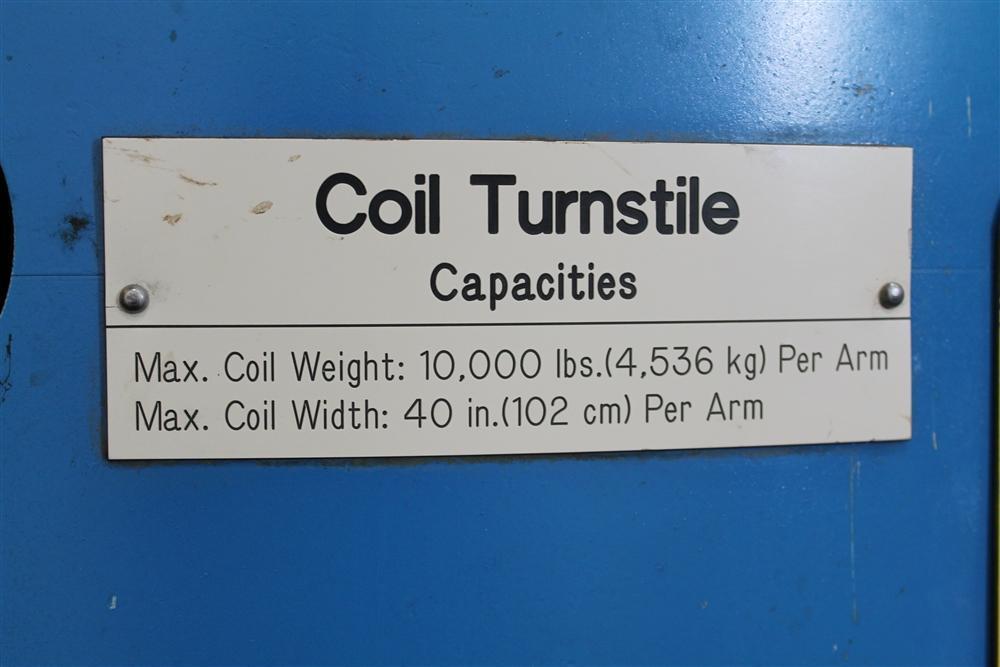 Coil Turnstile
Capacities
Max. Coil Weight: 10,000 lbs.(4,536 kg) Per Arm
Max. Coil Width: 40 in.(102 cm) Per Arm